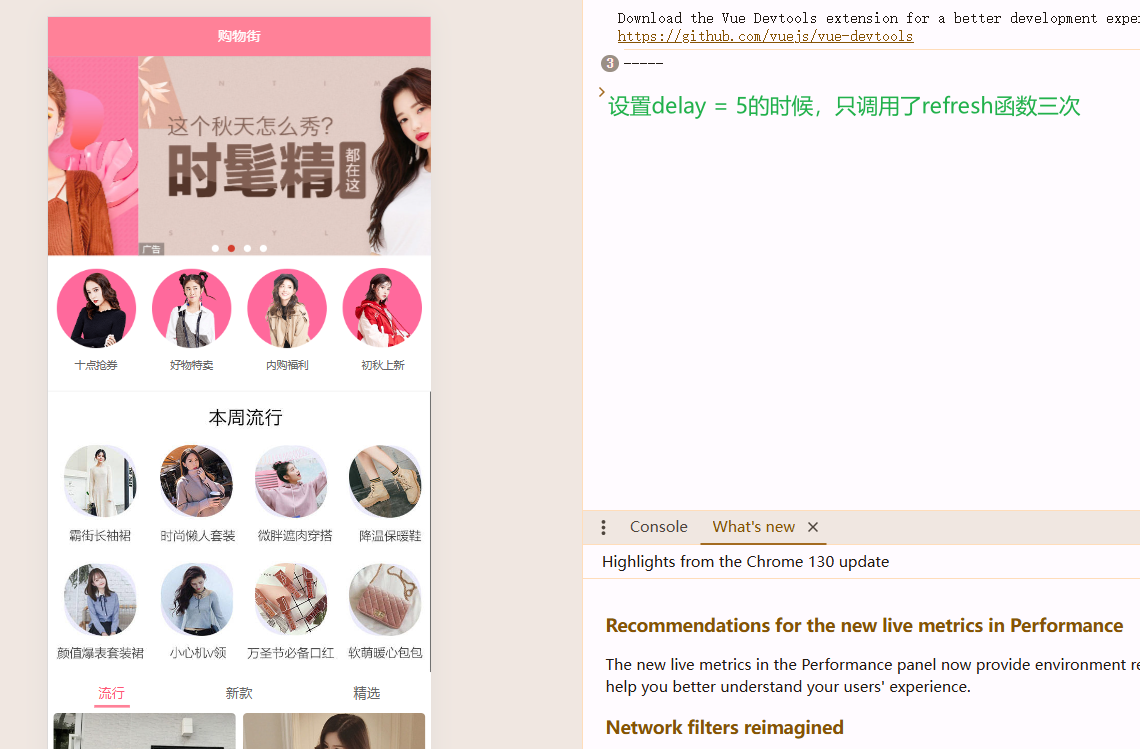 购物街
这个秋天怎么秀?
时髦精
都在这
广告
十点抢券
好物特卖
内购福利
初秋上新
本周流行
霸街长袖裙
时尚懒人套装
微胖遮肉穿搭
降温保暖鞋
颜值爆表套装裙
小心机v领
万圣节必备口红
软萌暖心包包
流行
新款
精选
Download the Vue Devtools extension for a better development expe
https://github.com/vuejs/vue-devtools
3 -----
设置delay = 5的时候，只调用了refresh函数三次
Console
What's new
Highlights from the Chrome 130 update
Recommendations for the new live metrics in Performance
The new live metrics in the Performance panel now provide environment re
help you better understand your users' experience.
Network filters reimagined